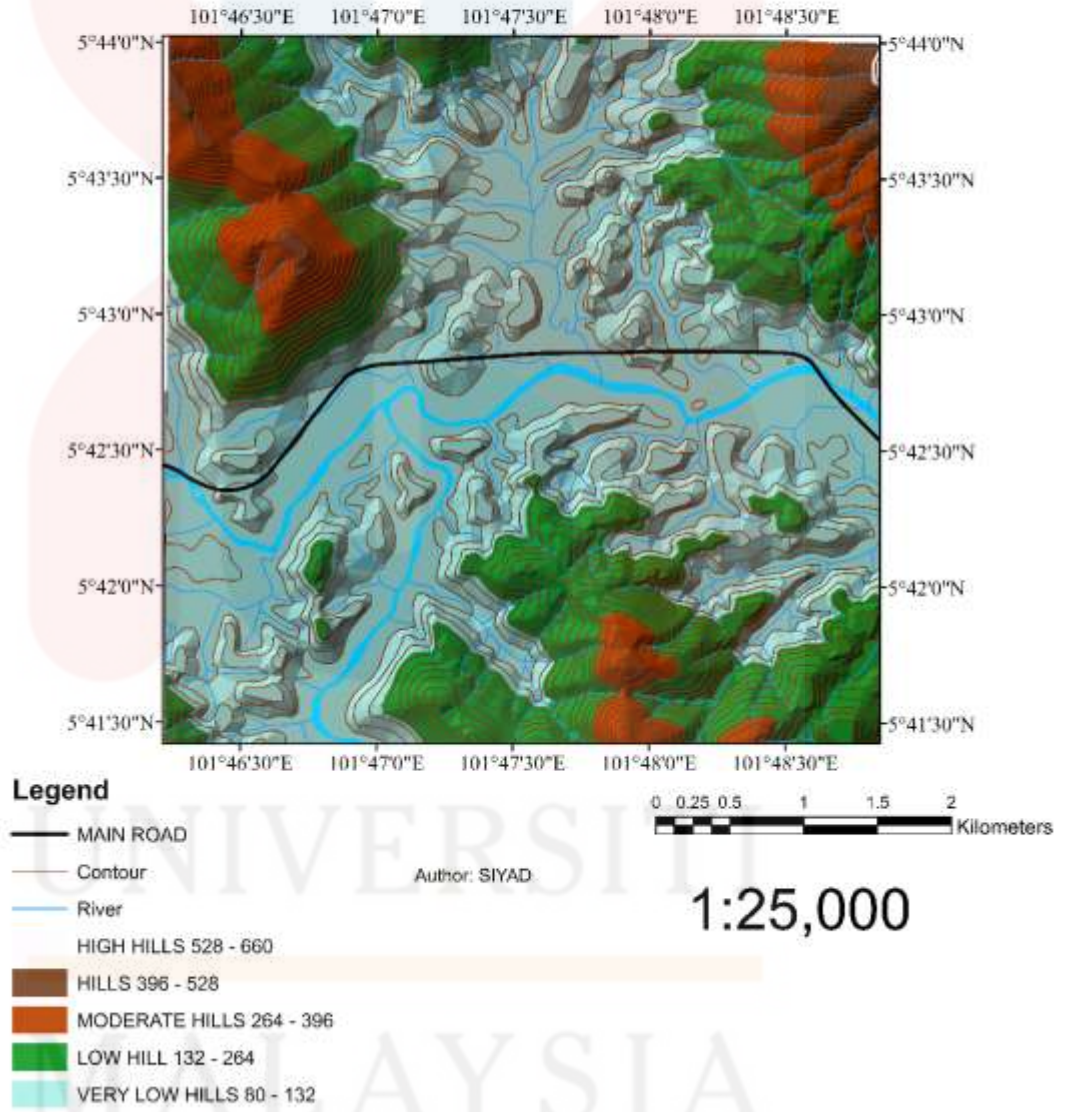 101°46'30"E 101°47'0"E 101°47'30"E 101°48'0"E 101°48'30"E
5°44'0"N 5°44'0"N
5°43'30"N 5°43'30"N
5°43'0"N 5°43'0"N
5°42'30"N 5°42'30"N
5°42'0"N 5°42'0"N
5°41'30"N 5°41'30"N
101°46'30"E 101°47'0"E 101°47'30"E 101°48'0"E 101°48'30"E
Legend
MAIN ROAD
Contour
River
HIGH HILLS 528 - 660
HILLS 396 - 528
MODERATE HILLS 264 - 396
LOW HILL 132 - 264
VERY LOW HILLS 80 - 132
Author: SIYAD
0 0.25 0.5 1 1.5 2
Kilometers
1:25,000
UNIVERSITI
MALAYSIA